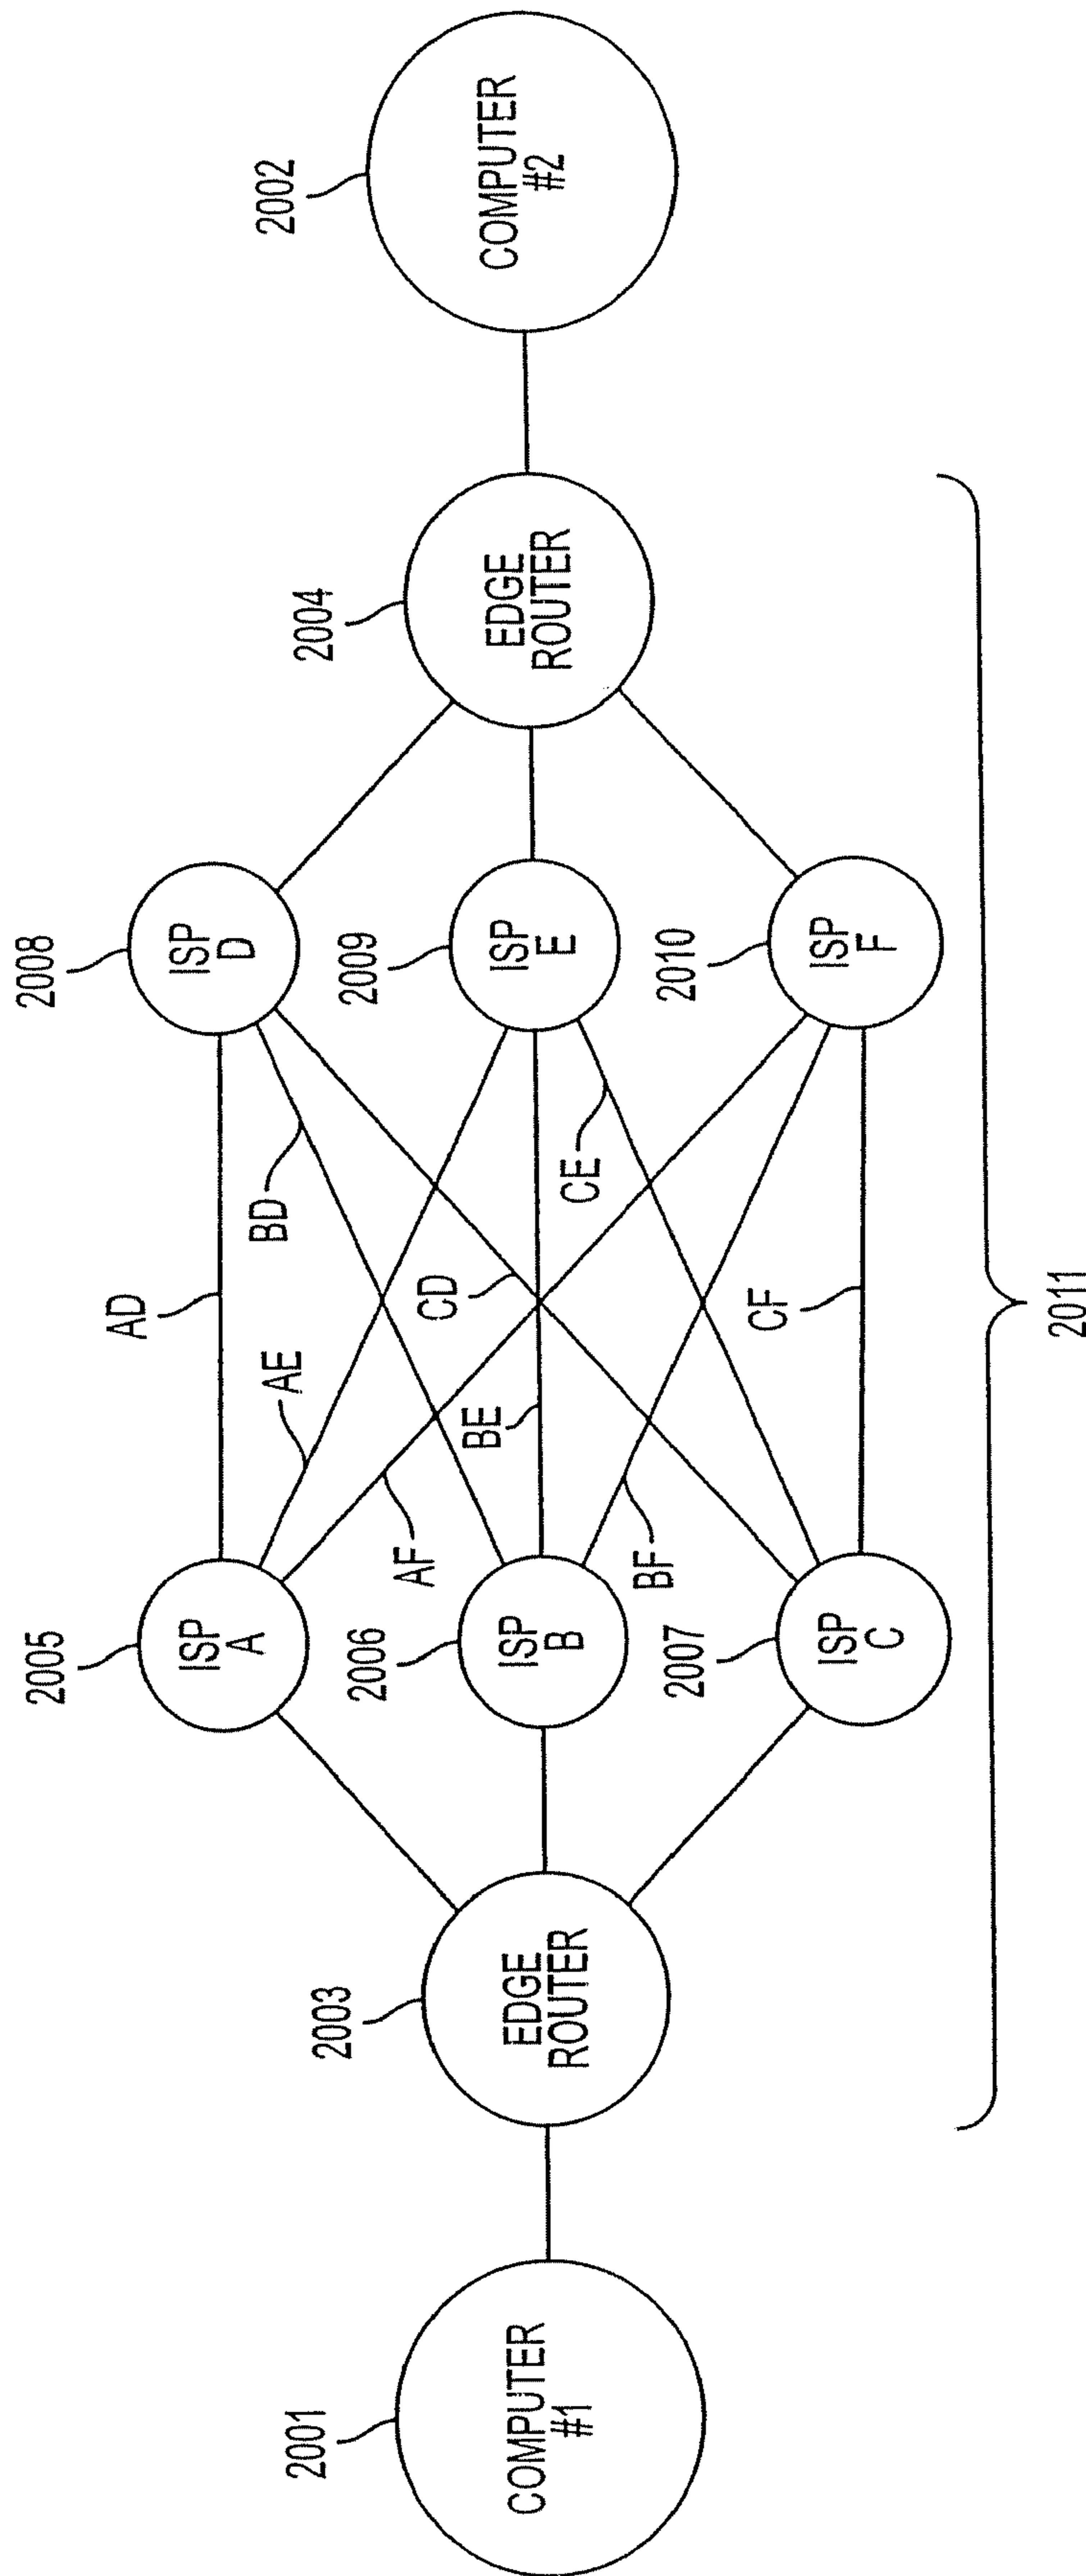 2001
COMPUTER
#1
2003
EDGE
ROUTER
2005
ISP
A
2006
ISP
B
2007
ISP
C
AD
AE
BD
AF
CD
BE
BF
CE
CF
2008
ISP
D
2009
ISP
E
2010
ISP
F
2004
EDGE
ROUTER
2002
COMPUTER
#2
2011